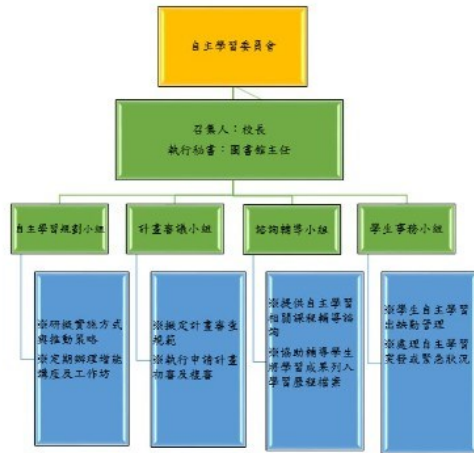 自主學習委員會
召集人：校長
執行秘書：圖書館主任
自主學習規劃小組
計畫審議小組
諮詢輔導小組
學生事務小組
※研擬實施方式
與推動策略
※定期辦理增能
講座及工作坊
※擬定計畫審查
規範
※執行申請計畫
初審及複審
※提供自主學習
相關課程輔導諮
詢
※協助輔導學生
將學習成果列入
學習歷程檔案
※學生自主學習
出缺勤管理
※處理自主學習
突發或緊急狀況